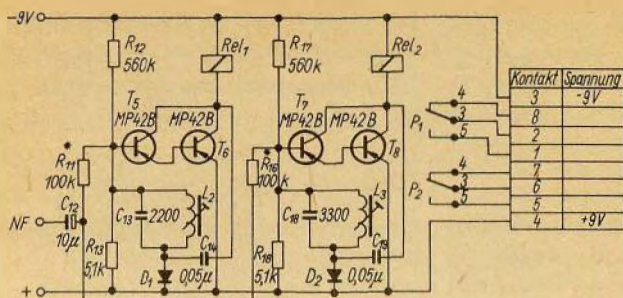 −9V
R12
560k
Rel1
R17
560k
Rel2
T5
MP42B
MP42B
T6
T7
MP42B
MP42B
T8
*
R11
100k
C12
10μ
NF
R13
5,1k
C13
2200
L2
C14
0,05μ
D1
*
R16
100k
R18
5,1k
C18
3300
L3
C19
0,05μ
D2
+
P1
4
3
5
P2
4
3
5
Kontakt Spannung
3 -9V
8
2
1
7
6
5
4 +9V